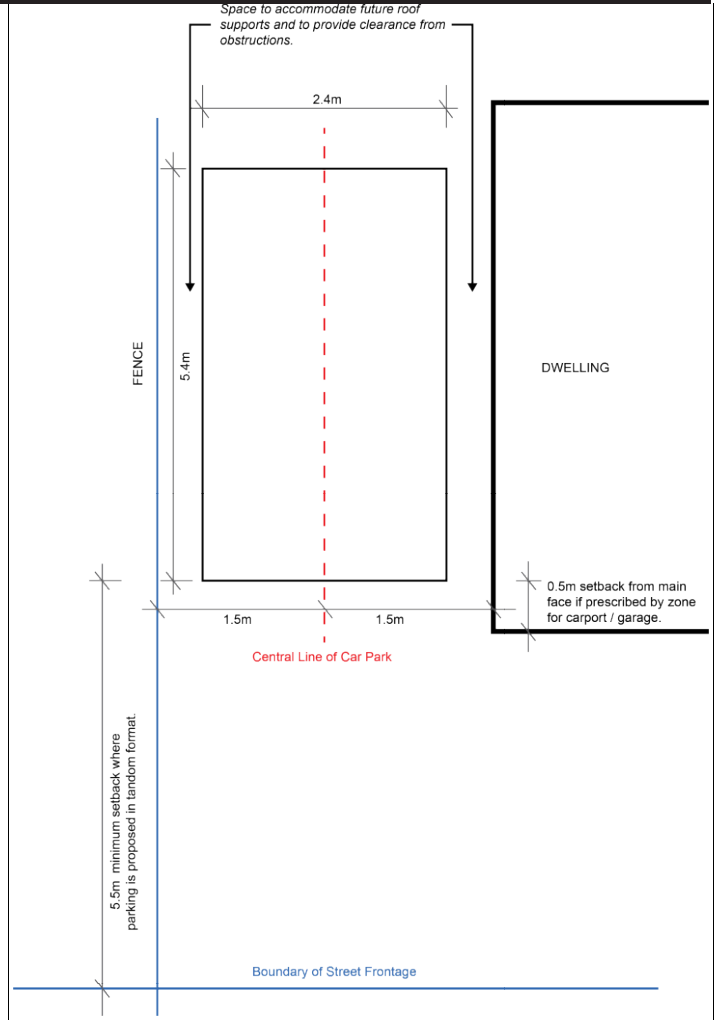 Space to accommodate future roof
supports and to provide clearance from
obstructions.
2.4m
FENCE
5.4m
DWELLING
0.5m setback from main
face if prescribed by zone
for carport / garage.
1.5m
1.5m
Central Line of Car Park
5.5m minimum setback where
parking is proposed in tandom format.
Boundary of Street Frontage